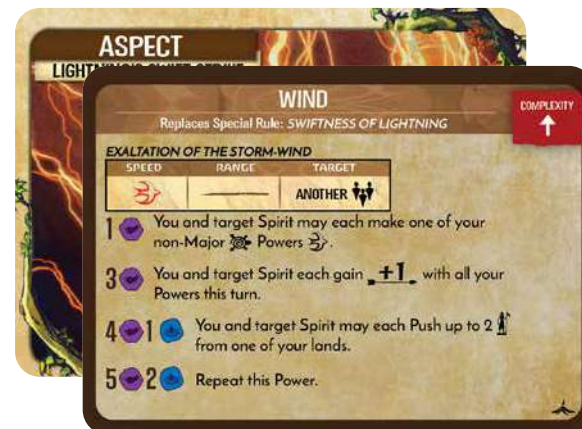 ASPECT
WIND
COMPLEXITY
Replaces Special Rule: SWIFTNESS OF LIGHTNING
EXALTATION OF THE STORM-WIND
SPEED RANGE TARGET
ANOTHER
1 You and target Spirit may each make one of your
non-Major Powers .
3 You and target Spirit each gain +1 with all your
Powers this turn.
4 1 You and target Spirit may each Push up to 2
from one of your lands.
5 2 Repeat this Power.